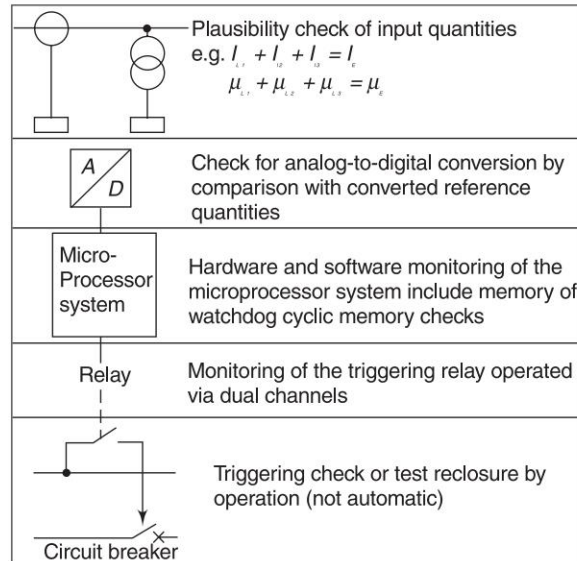 Plausibility check of input quantities
e.g. I_L1 + I_I2 + I_I3 = I_E
μ_L1 + μ_L2 + μ_L3 = μ_E
A
D
Check for analog-to-digital conversion by
comparison with converted reference
quantities
Micro-
Processor
system
Hardware and software monitoring of the
microprocessor system include memory of
watchdog cyclic memory checks
Relay
Monitoring of the triggering relay operated
via dual channels
Triggering check or test reclosure by
operation (not automatic)
Circuit breaker